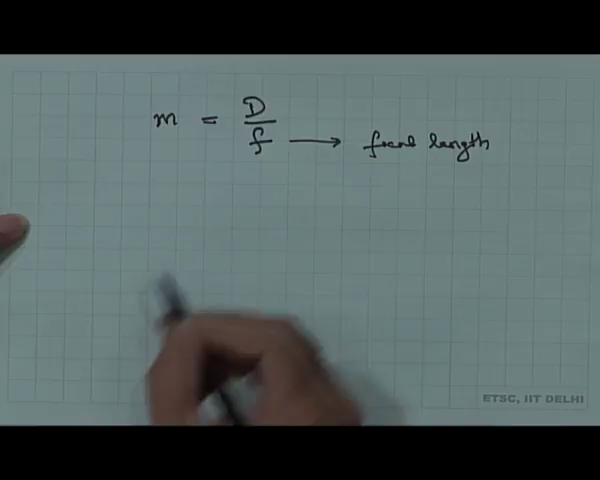 m = D/f → focal length
ETSC, IIT DELHI